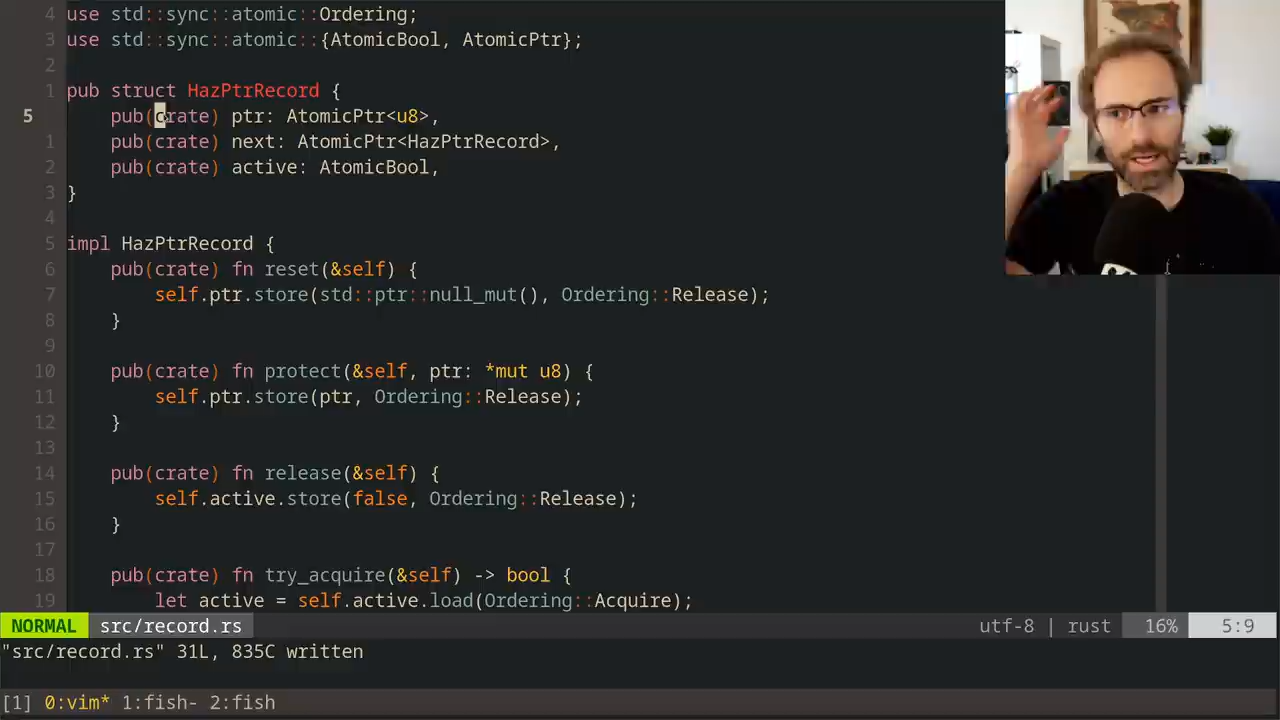 4 use std::sync::atomic::Ordering;
3 use std::sync::atomic::{AtomicBool, AtomicPtr};
2
1 pub struct HazPtrRecord {
5 pub(crate) ptr: AtomicPtr<u8>,
1 pub(crate) next: AtomicPtr<HazPtrRecord>,
2 pub(crate) active: AtomicBool,
3 }
4
5 impl HazPtrRecord {
6 pub(crate) fn reset(&self) {
7 self.ptr.store(std::ptr::null_mut(), Ordering::Release);
8 }
9
10 pub(crate) fn protect(&self, ptr: *mut u8) {
11 self.ptr.store(ptr, Ordering::Release);
12 }
13
14 pub(crate) fn release(&self) {
15 self.active.store(false, Ordering::Release);
16 }
17
18 pub(crate) fn try_acquire(&self) -> bool {
19 let active = self.active.load(Ordering::Acquire);
NORMAL src/record.rs utf-8 | rust 16% 5:9
"src/record.rs" 31L, 835C written
[1] 0:vim* 1:fish- 2:fish